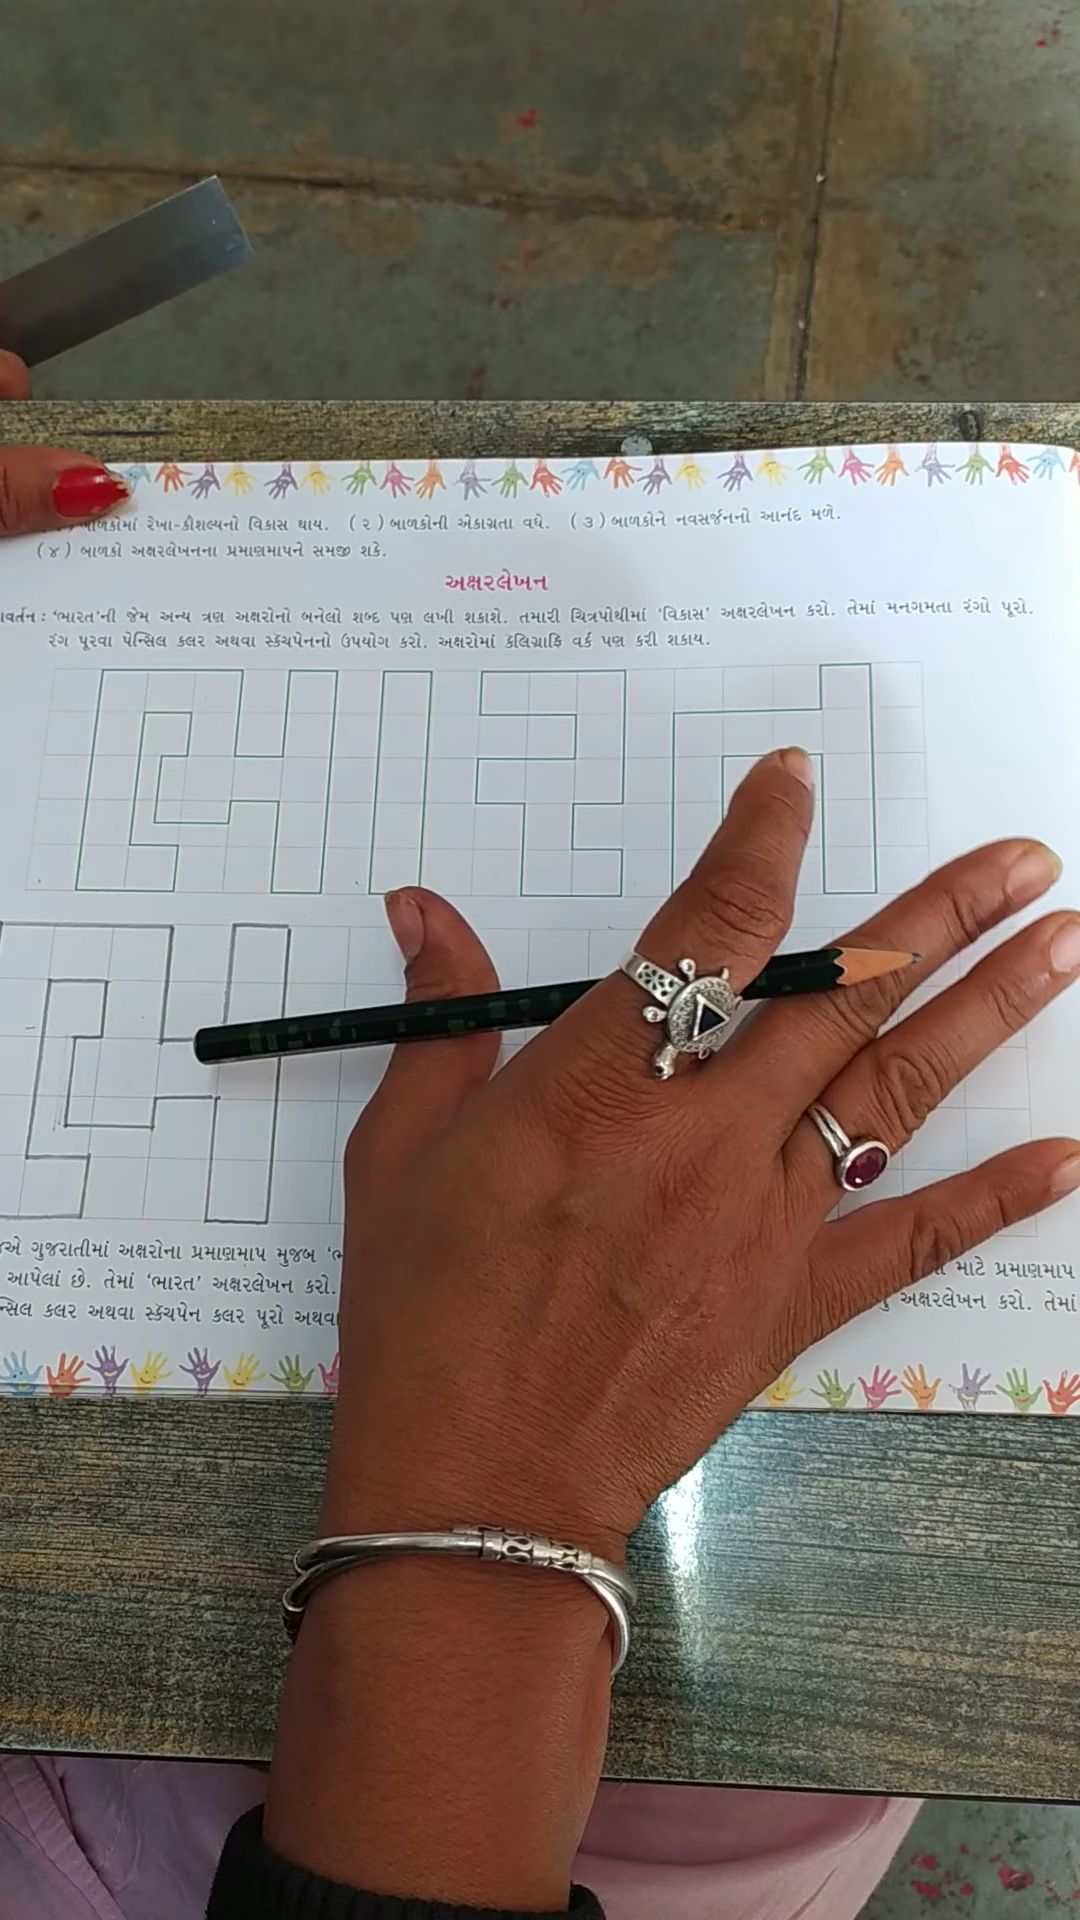 બાળકોમાં રેખા-કૌશલ્યનો વિકાસ થાય. (૨) બાળકોની એકાગ્રતા વધે. (૩) બાળકોને નવસર્જનનો આનંદ મળે.
(૪) બાળકો અક્ષરલેખનના પ્રમાણમાપને સમજી શકે.
અક્ષરલેખન
'ભારત'ની જેમ અન્ય ત્રણ અક્ષરોનો બનેલો શબ્દ પણ લખી શકાશે. તમારી ચિત્રપોથીમાં 'વિકાસ' અક્ષરલેખન કરો. તેમાં મનગમતા રંગો પૂરો.
રંગ પૂરવા પેન્સિલ કલર અથવા સ્કેચપેનનો ઉપયોગ કરો. અક્ષરોમાં કેલિગ્રાફિ વર્ક પણ કરી શકાય.
ભારત
ભ
ગુજરાતીમાં અક્ષરોના પ્રમાણમાપ મુજબ માટે પ્રમાણમાપ
આપેલાં છે. તેમાં 'ભારત' અક્ષરલેખન કરો. અક્ષરલેખન કરો. તેમાં
કલર અથવા સ્કેચપેન કલર પૂરો